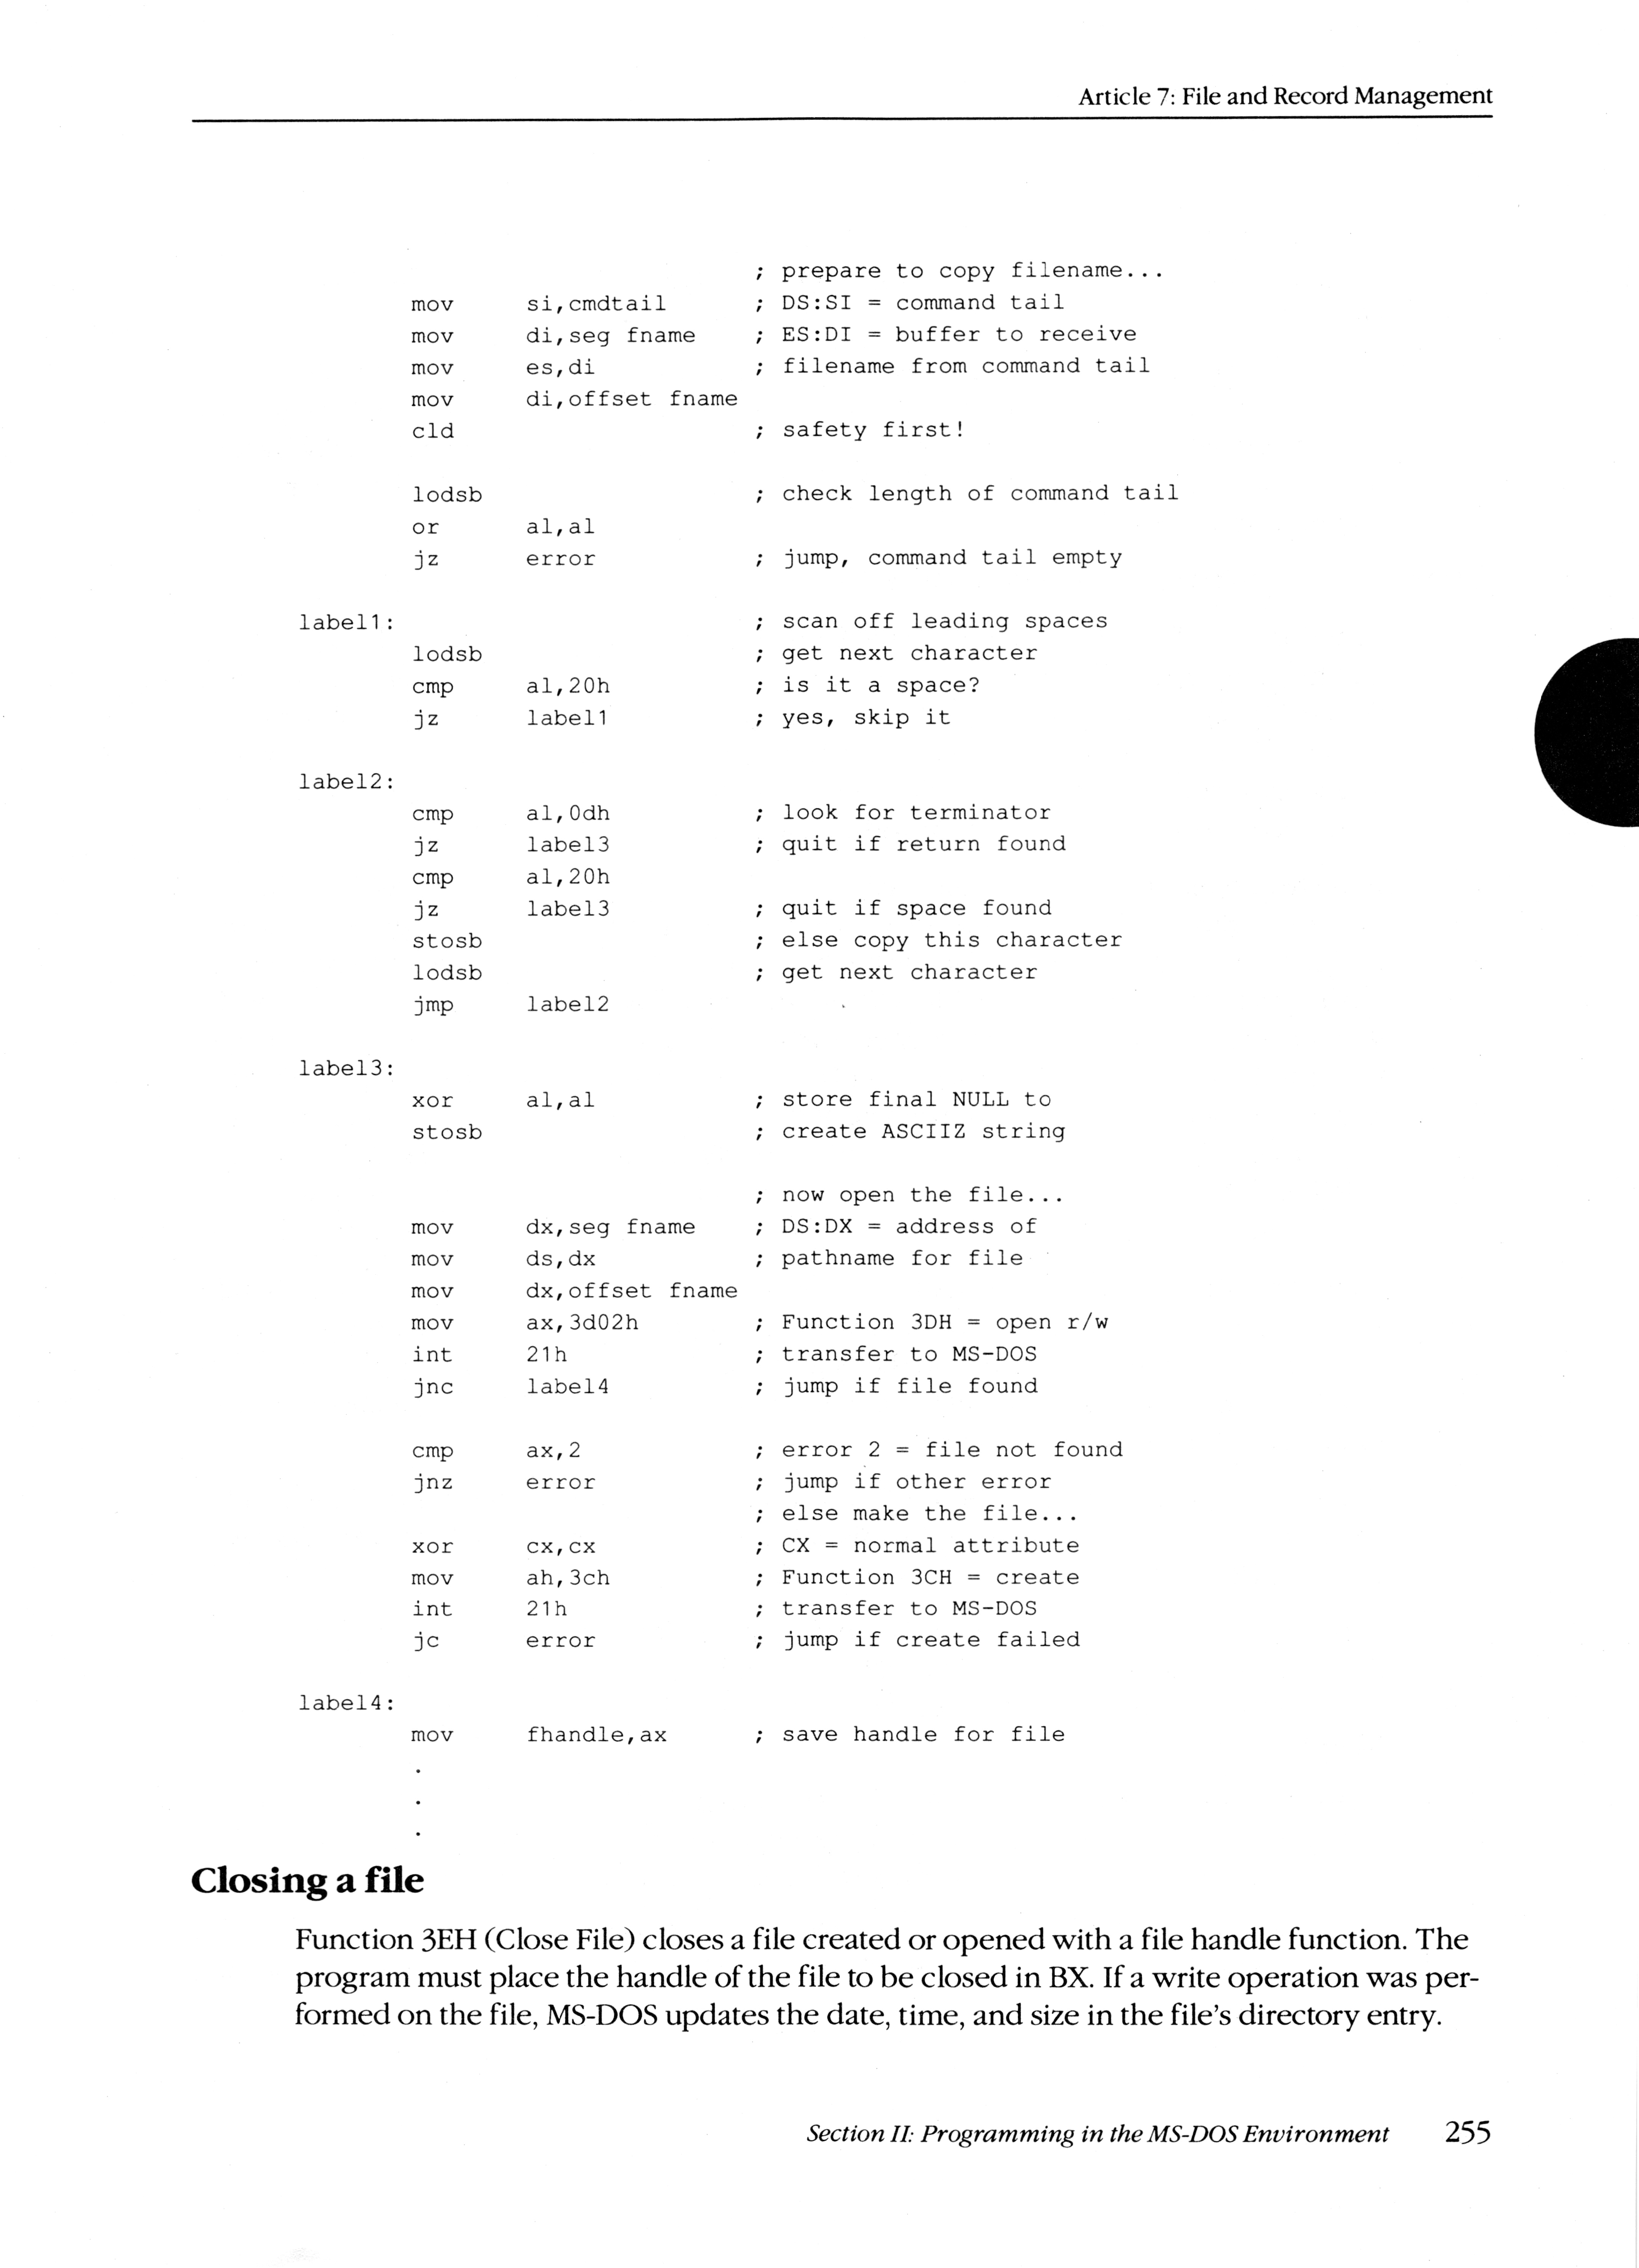 Article 7: File and Record Management
; prepare to copy filename...
mov si,cmdtail ; DS:SI = command tail
mov di,seg fname ; ES:DI = buffer to receive
mov es,di ; filename from command tail
mov di,offset fname
cld ; safety first!
lodsb ; check length of command tail
or al,al
jz error ; jump, command tail empty
label1: ; scan off leading spaces
lodsb ; get next character
cmp al,20h ; is it a space?
jz label1 ; yes, skip it
label2:
cmp al,0dh ; look for terminator
jz label3 ; quit if return found
cmp al,20h
jz label3 ; quit if space found
stosb ; else copy this character
lodsb ; get next character
jmp label2
label3:
xor al,al ; store final NULL to
stosb ; create ASCIIZ string
; now open the file...
mov dx,seg fname ; DS:DX = address of
mov ds,dx ; pathname for file
mov dx,offset fname
mov ax,3d02h ; Function 3DH = open r/w
int 21h ; transfer to MS-DOS
jnc label4 ; jump if file found
cmp ax,2 ; error 2 = file not found
jnz error ; jump if other error
; else make the file...
xor cx,cx ; CX = normal attribute
mov ah,3ch ; Function 3CH = create
int 21h ; transfer to MS-DOS
jc error ; jump if create failed
label4:
mov fhandle,ax ; save handle for file
.
.
.
Closing a file
Function 3EH (Close File) closes a file created or opened with a file handle function. The
program must place the handle of the file to be closed in BX. If a write operation was per-
formed on the file, MS-DOS updates the date, time, and size in the file's directory entry.
Section II: Programming in the MS-DOS Environment 255